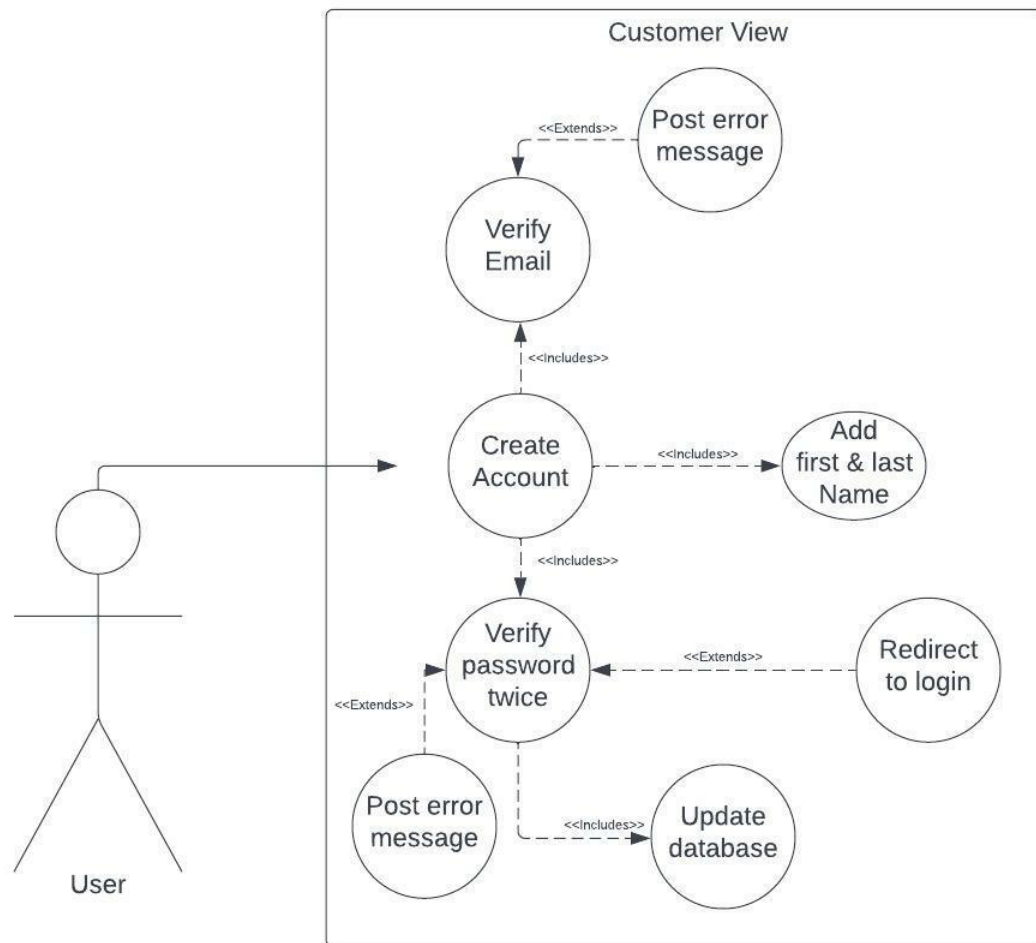 Customer View
<<Extends>>
Post error
message
Verify
Email
<<Includes>>
Create
Account
<<Includes>>
Add
first & last
Name
<<Includes>>
Verify
password
twice
<<Extends>>
Redirect
to login
<<Extends>>
Post error
message
<<Includes>>
Update
database
User